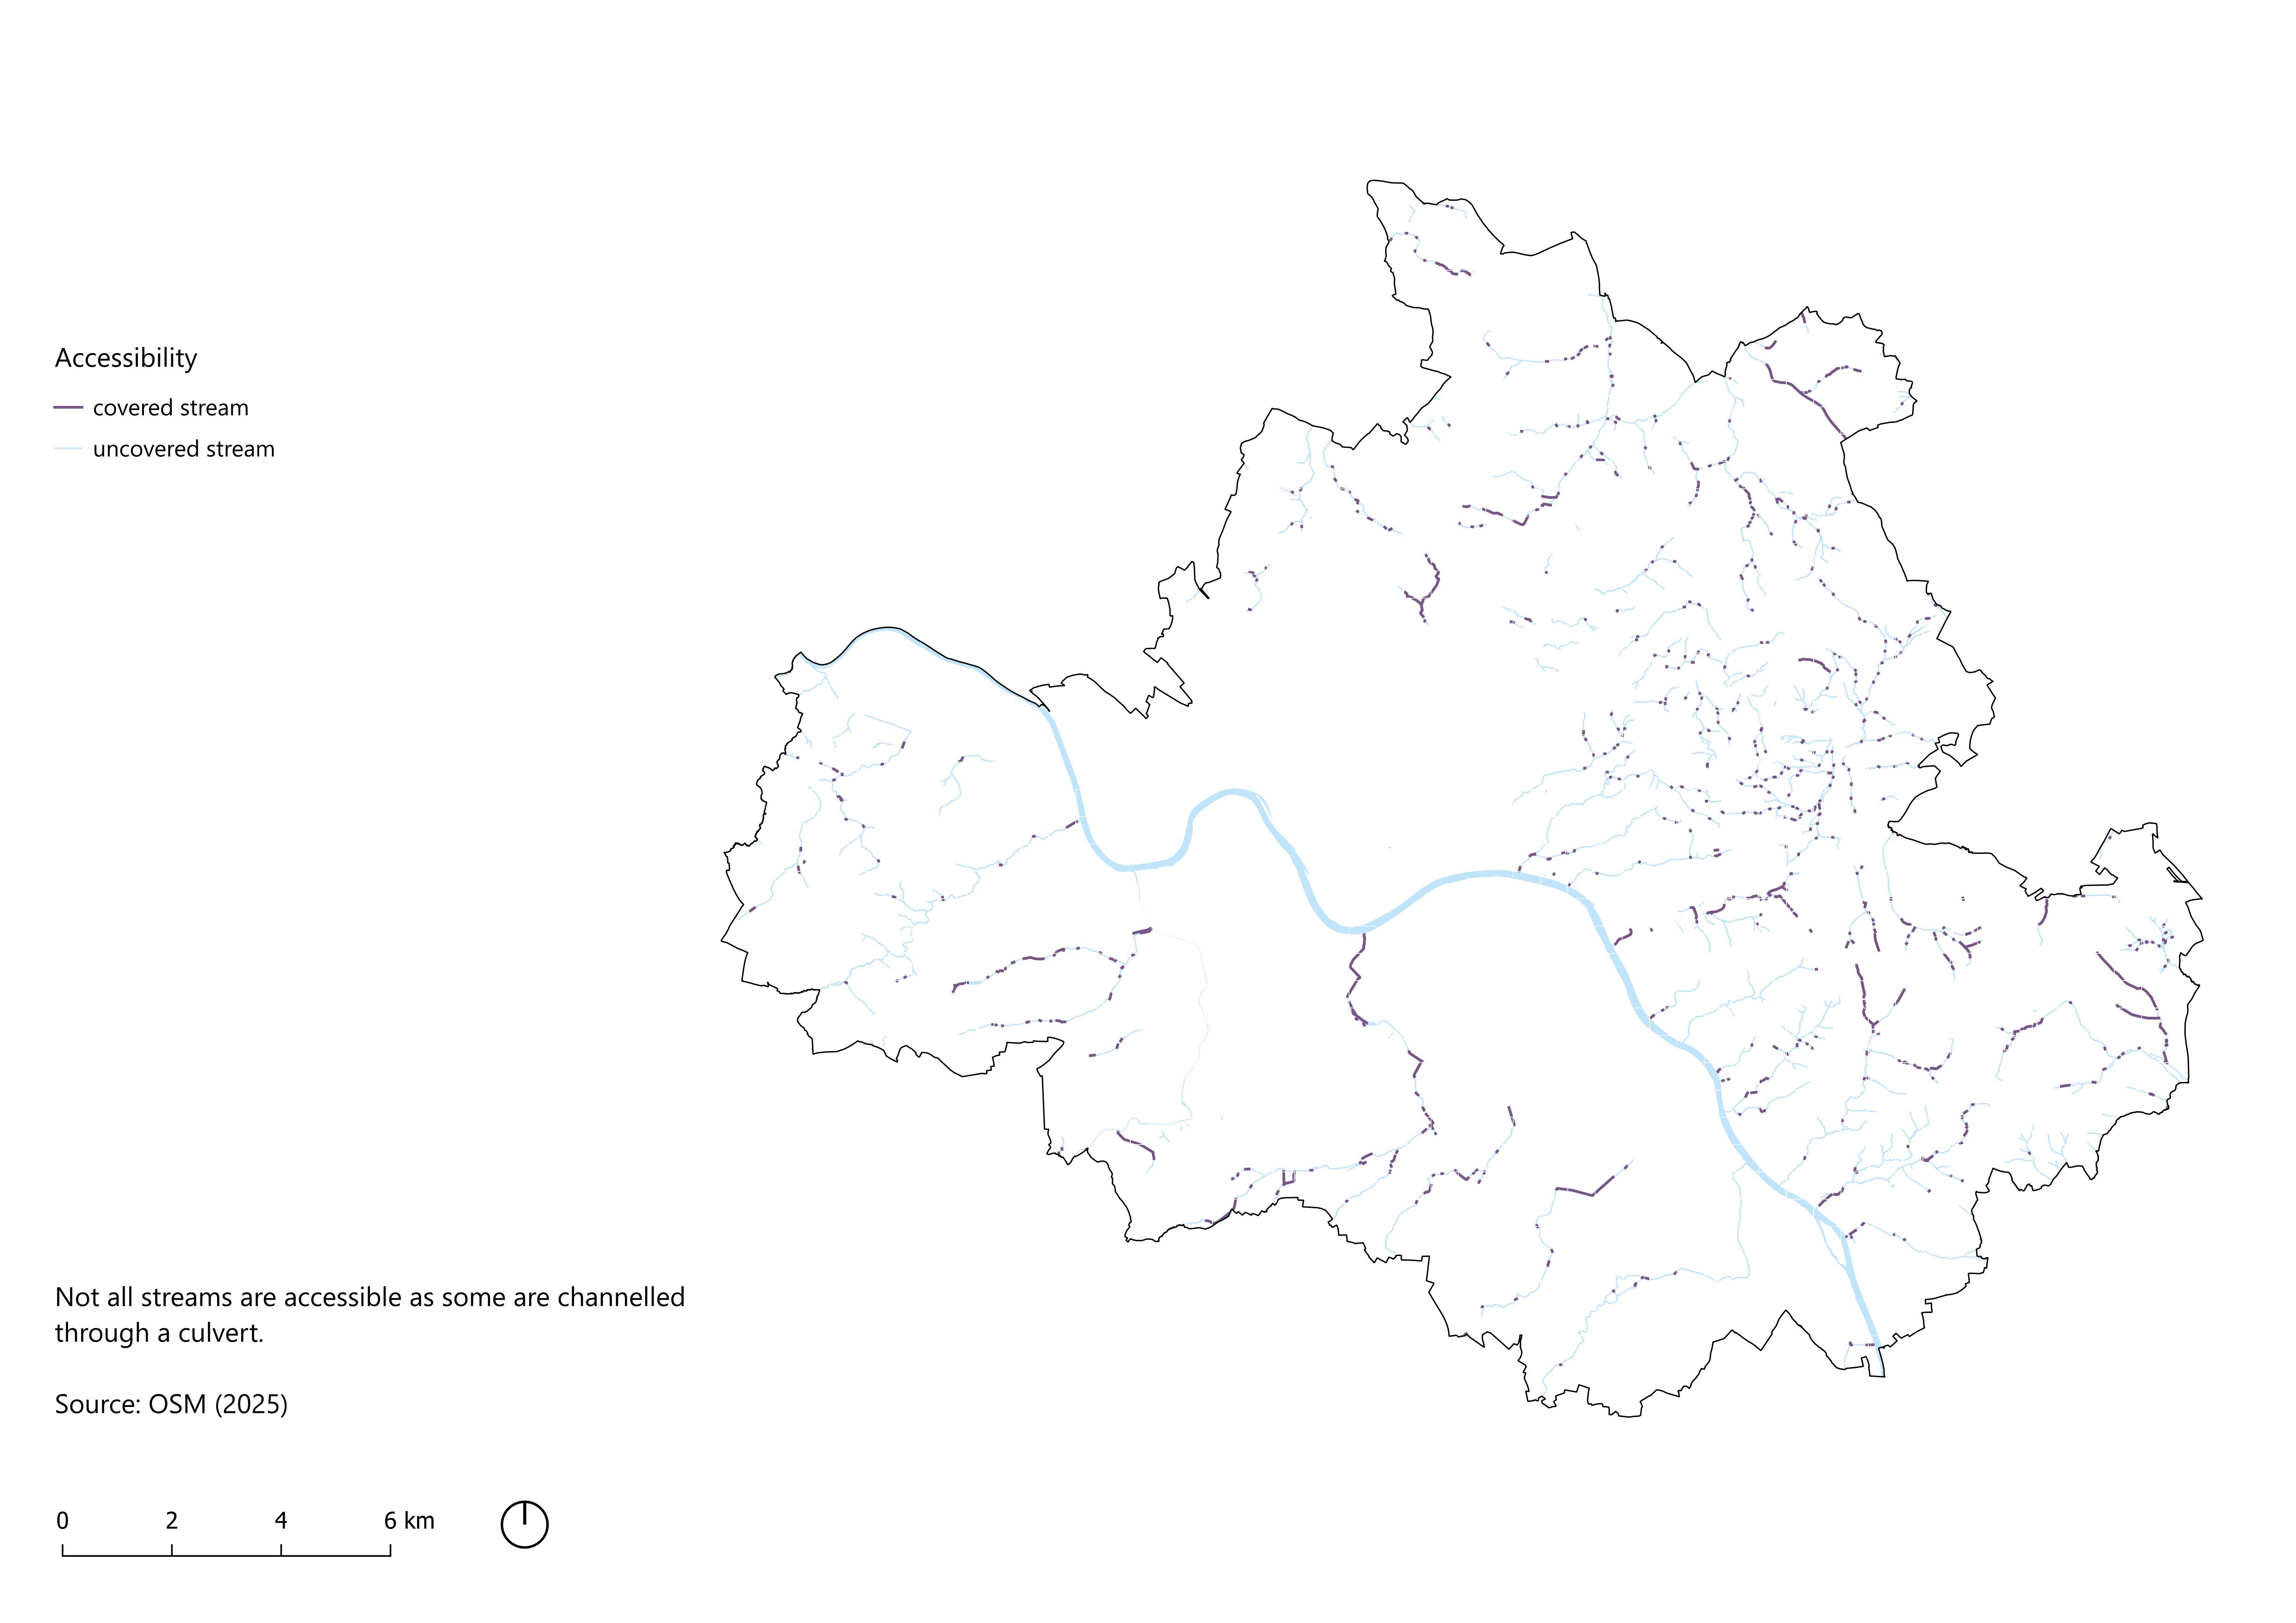 Accessibility
covered stream
uncovered stream
Not all streams are accessible as some are channelled
through a culvert.
Source: OSM (2025)
0 2 4 6 km